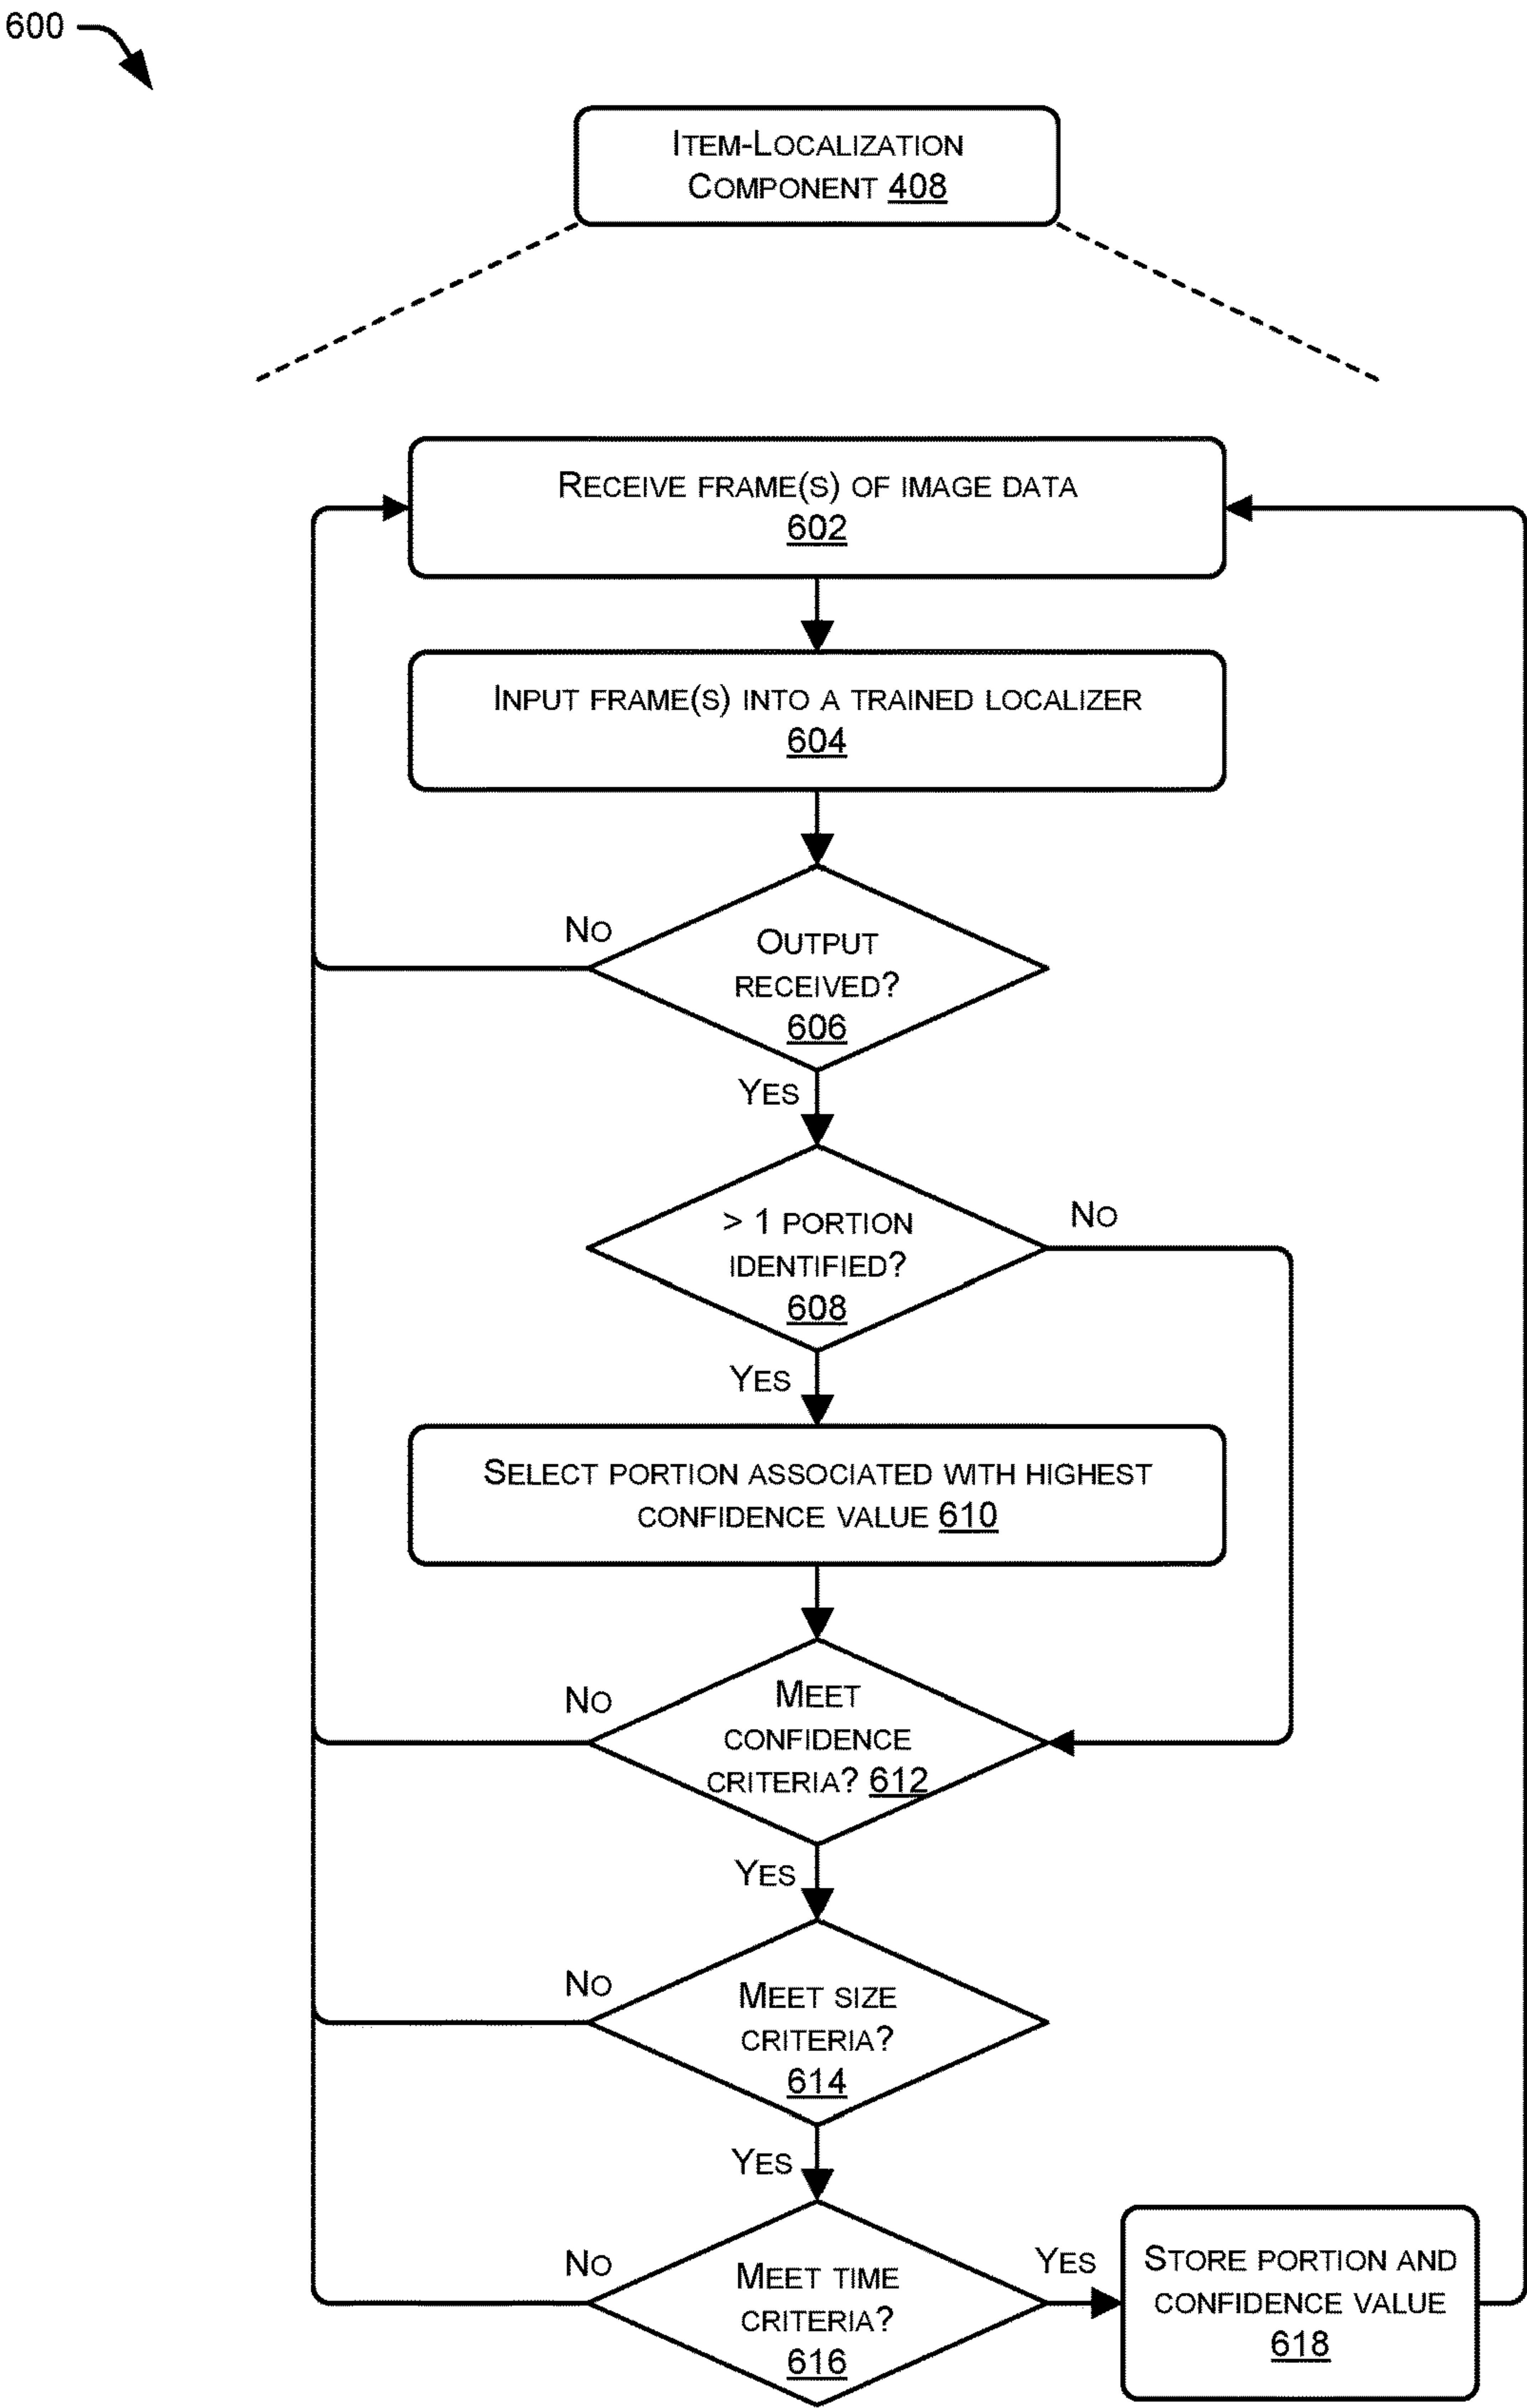 600
ITEM-LOCALIZATION
COMPONENT 408
RECEIVE FRAME(S) OF IMAGE DATA
602
INPUT FRAME(S) INTO A TRAINED LOCALIZER
604
NO
OUTPUT
RECEIVED?
606
YES
> 1 PORTION
IDENTIFIED?
608
NO
YES
SELECT PORTION ASSOCIATED WITH HIGHEST
CONFIDENCE VALUE 610
NO
MEET
CONFIDENCE
CRITERIA? 612
YES
NO
MEET SIZE
CRITERIA?
614
YES
NO
MEET TIME
CRITERIA?
616
YES
STORE PORTION AND
CONFIDENCE VALUE
618